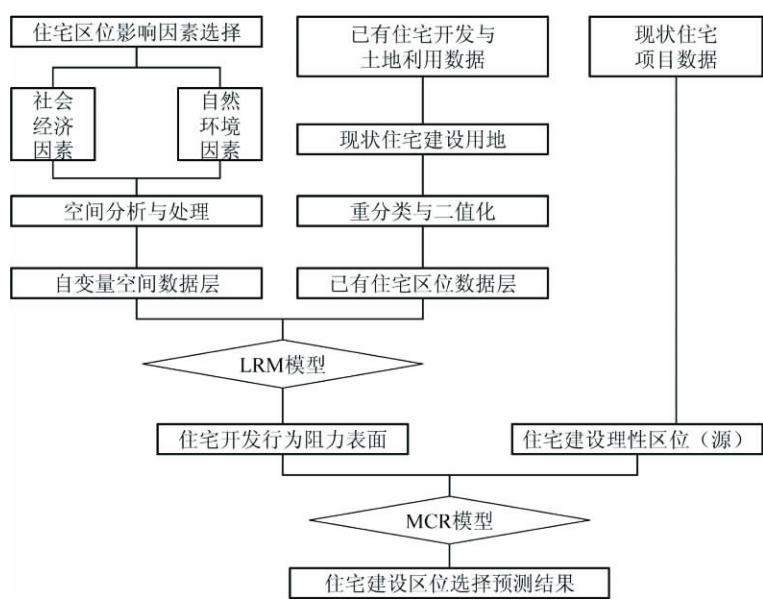 住宅区位影响因素选择
已有住宅开发与
土地利用数据
现状住宅
项目数据
社会
经济
因素
自然
环境
因素
现状住宅建设用地
空间分析与处理
重分类与二值化
自变量空间数据层
已有住宅区位数据层
LRM模型
住宅开发行为阻力表面
住宅建设理性区位（源）
MCR模型
住宅建设区位选择预测结果